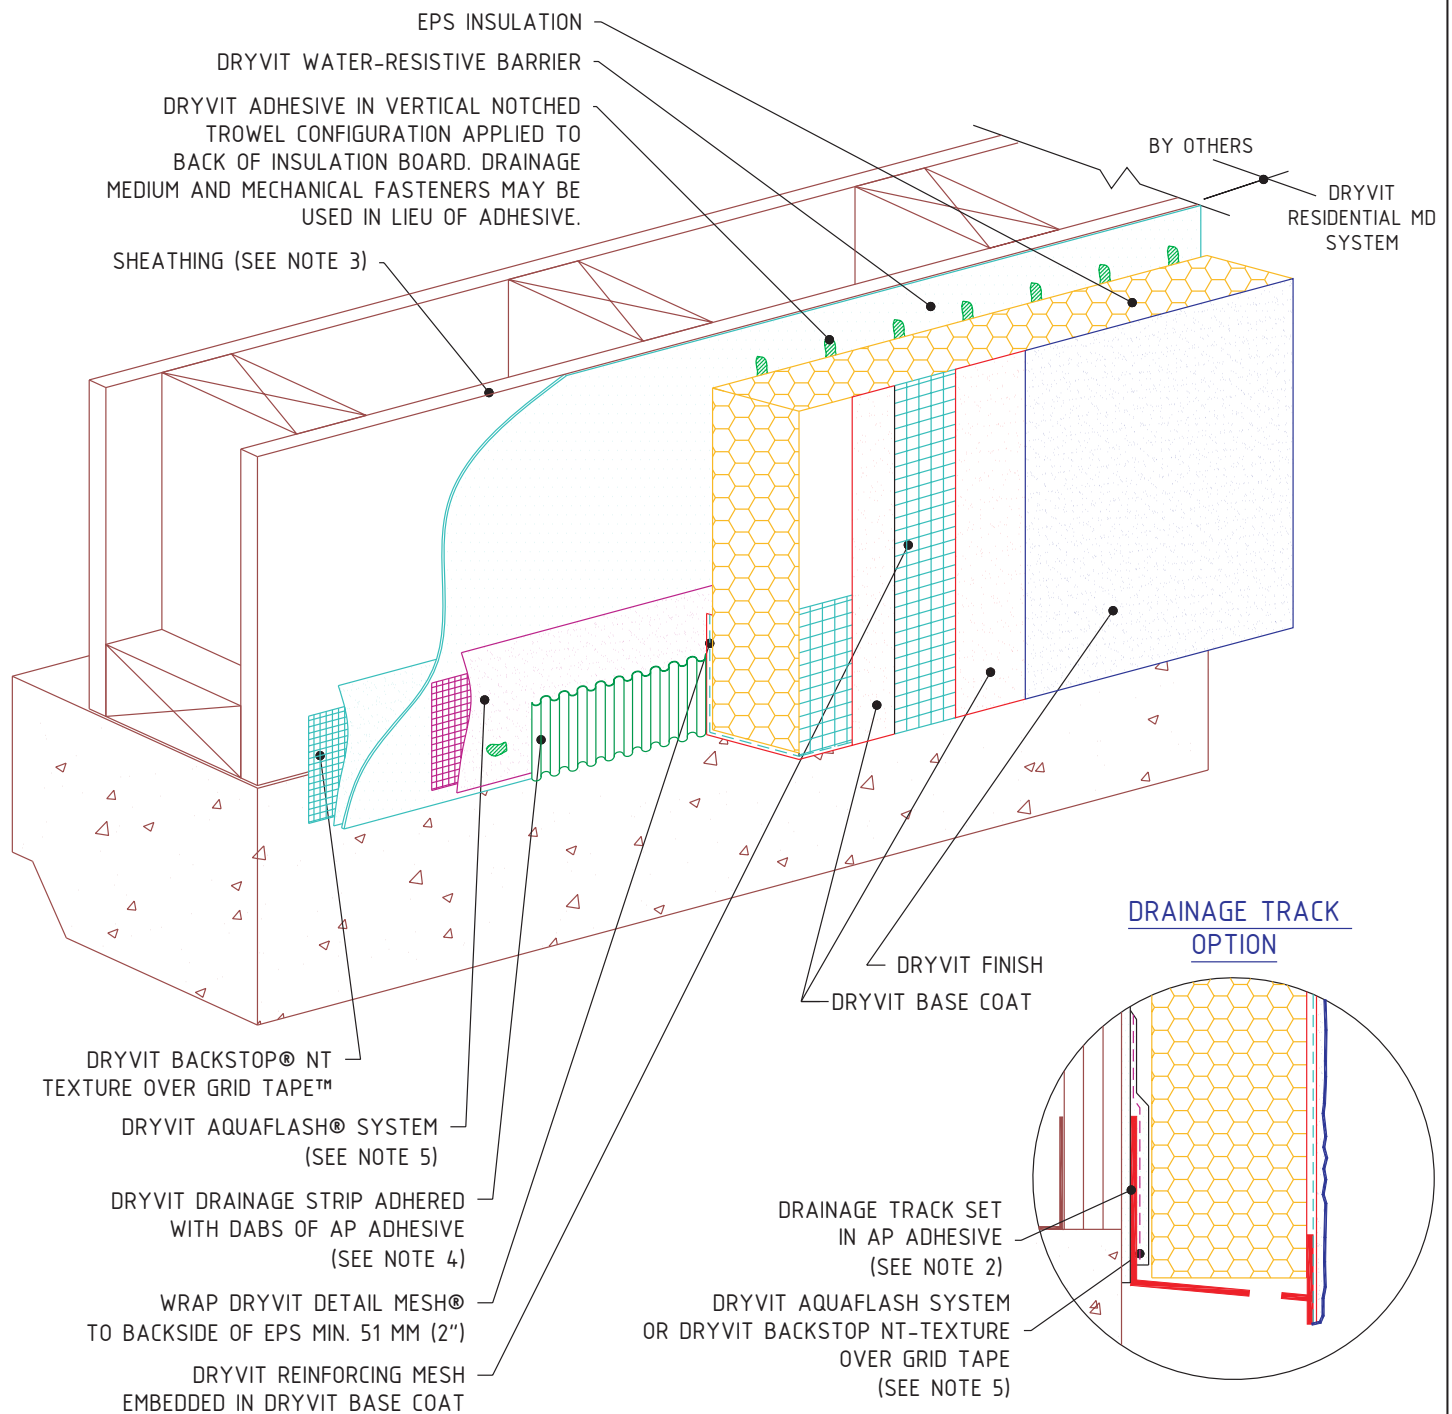 EPS INSULATION
DRYVIT WATER-RESISTIVE BARRIER
DRYVIT ADHESIVE IN VERTICAL NOTCHED
TROWEL CONFIGURATION APPLIED TO
BACK OF INSULATION BOARD. DRAINAGE
MEDIUM AND MECHANICAL FASTENERS MAY BE
USED IN LIEU OF ADHESIVE.
SHEATHING (SEE NOTE 3)
BY OTHERS
DRYVIT
RESIDENTIAL MD
SYSTEM
DRYVIT FINISH
DRYVIT BASE COAT
DRYVIT BACKSTOP® NT
TEXTURE OVER GRID TAPE™
DRYVIT AQUAFLASH® SYSTEM
(SEE NOTE 5)
DRYVIT DRAINAGE STRIP ADHERED
WITH DABS OF AP ADHESIVE
(SEE NOTE 4)
WRAP DRYVIT DETAIL MESH®
TO BACKSIDE OF EPS MIN. 51 MM (2")
DRYVIT REINFORCING MESH
EMBEDDED IN DRYVIT BASE COAT
DRAINAGE TRACK
OPTION
DRAINAGE TRACK SET
IN AP ADHESIVE
(SEE NOTE 2)
DRYVIT AQUAFLASH SYSTEM
OR DRYVIT BACKSTOP NT-TEXTURE
OVER GRID TAPE
(SEE NOTE 5)